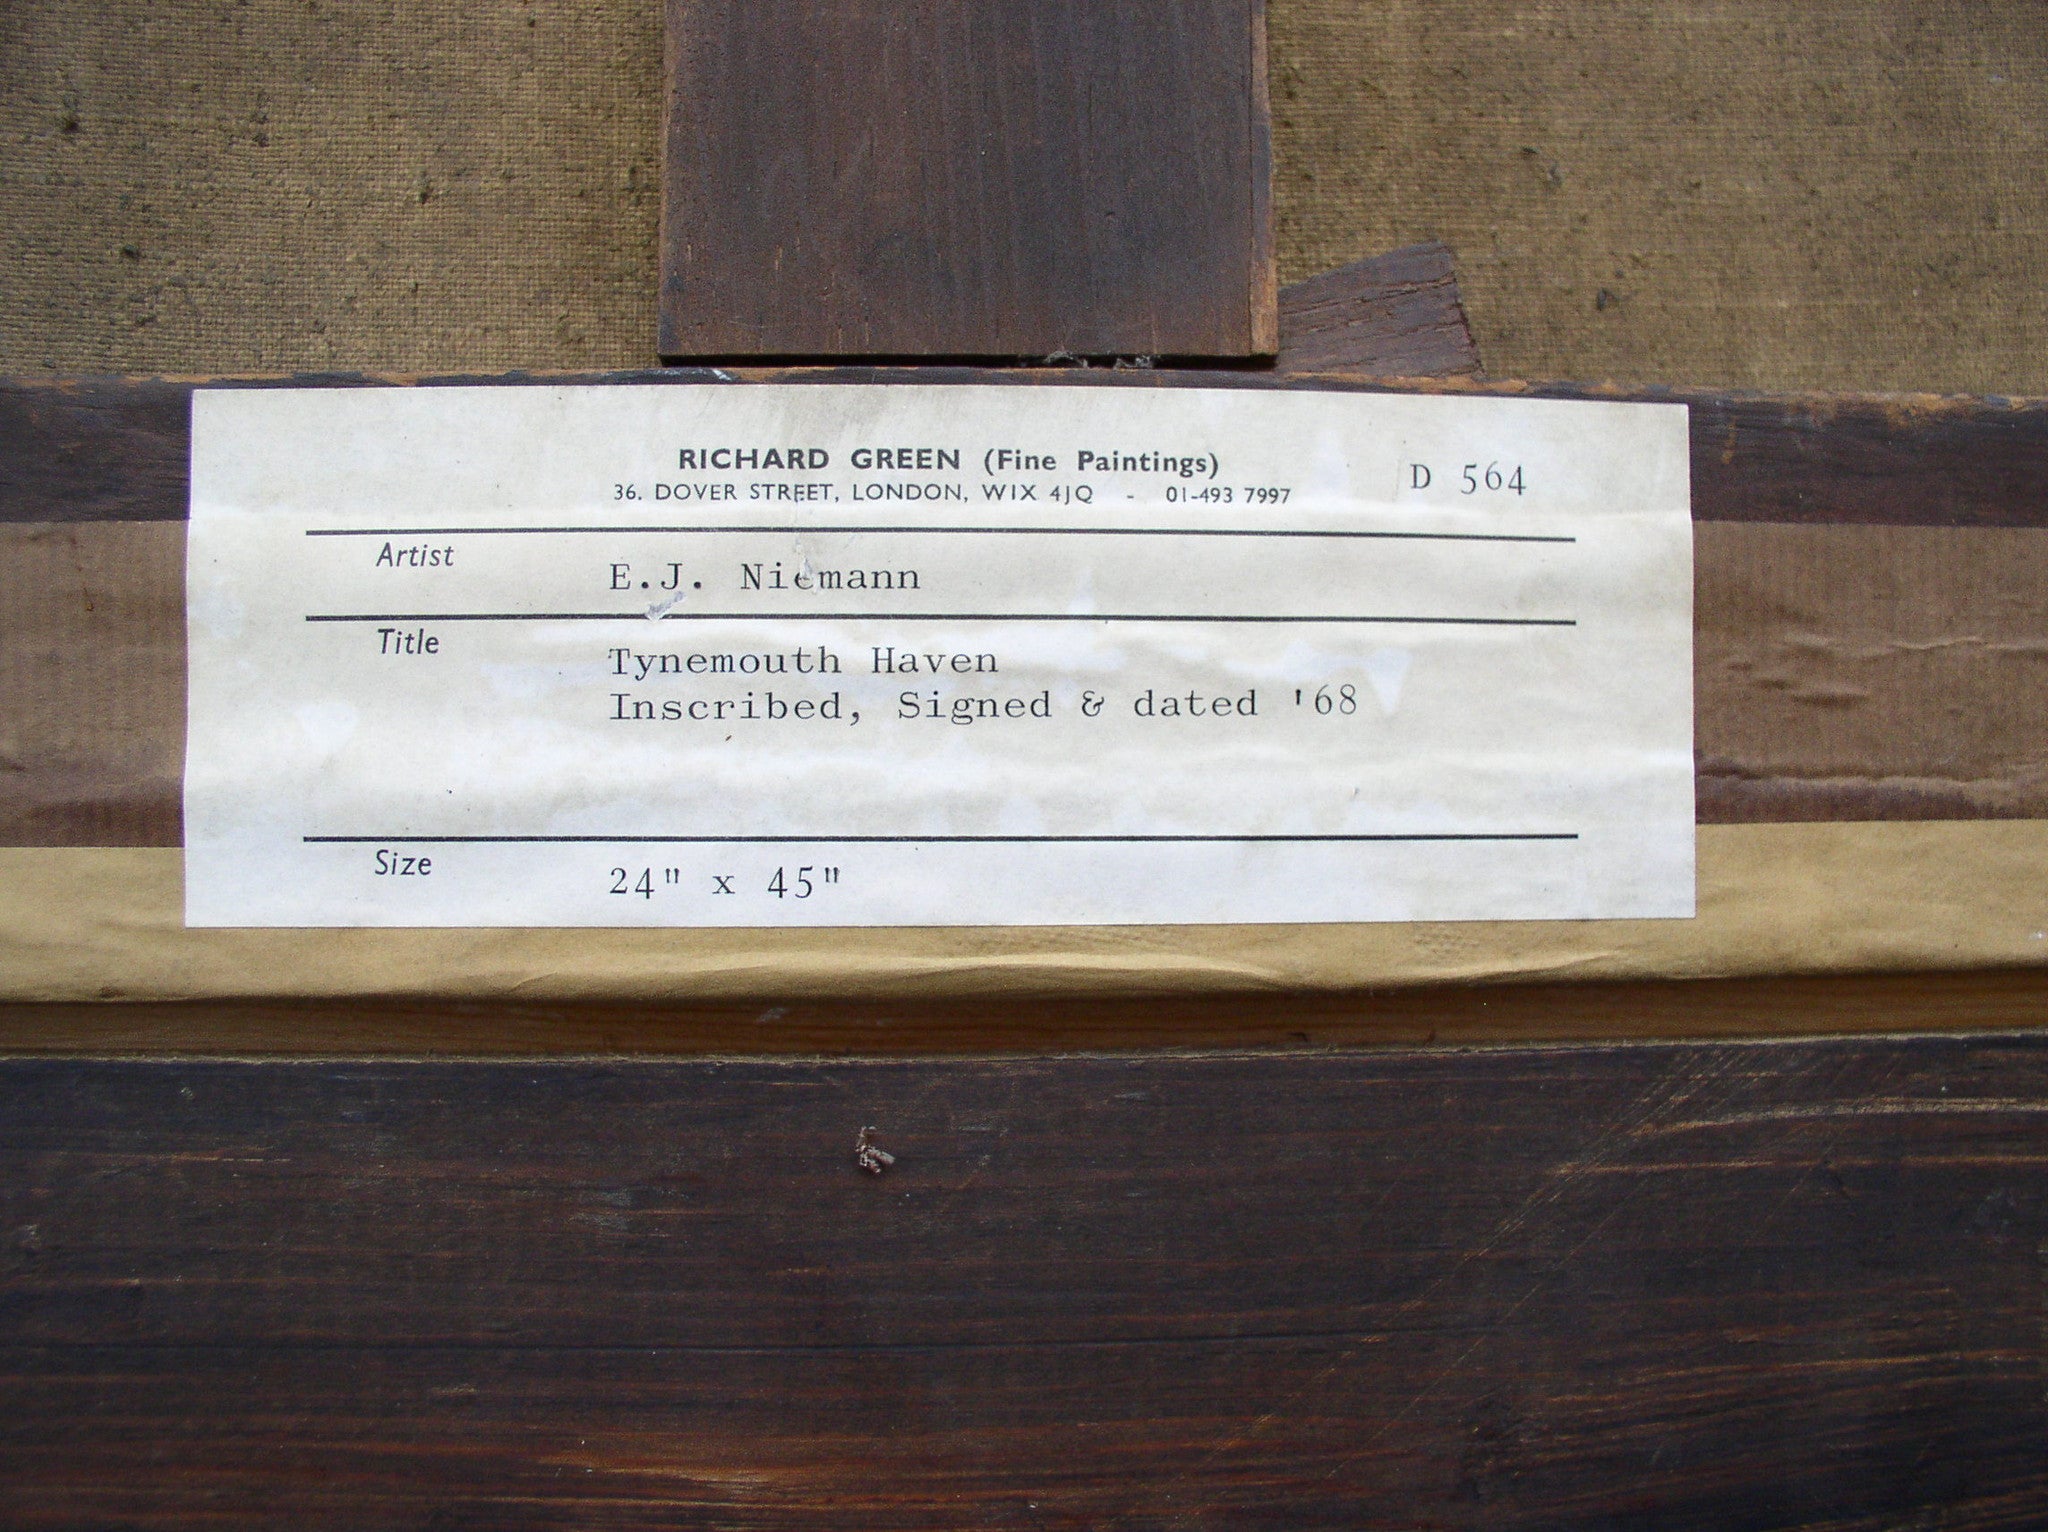 RICHARD GREEN (Fine Paintings)
36. DOVER STREET, LONDON, WIX 4JQ - 01-493 7997
D 564
Artist E.J. Niemann
Title Tynemouth Haven
Inscribed, Signed & dated '68
Size 24" x 45"